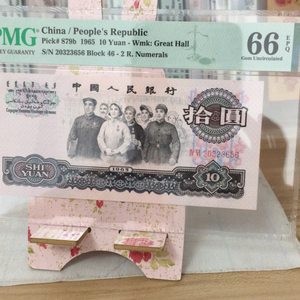 PMG
China / People's Republic
66 EPQ
Pick# 879b 1965 10 Yuan - Wmk: Great Hall
Gem Uncirculated
S/N 20323656 Block 46 - 2 R. Numerals
中国人民银行
拾圆
20323656
1965
SHI YUAN
10